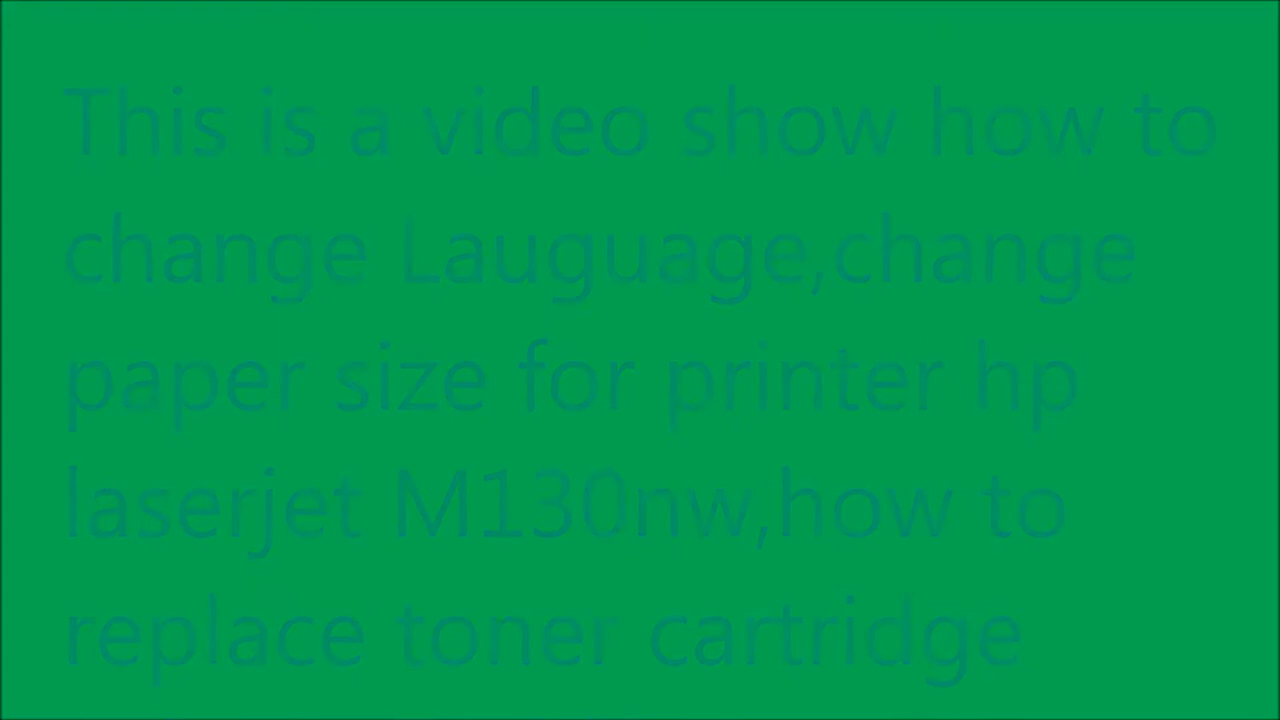 This is a video show how to
change Lauguage,change
paper size for printer hp
laserjet M130nw,how to
replace toner cartridge